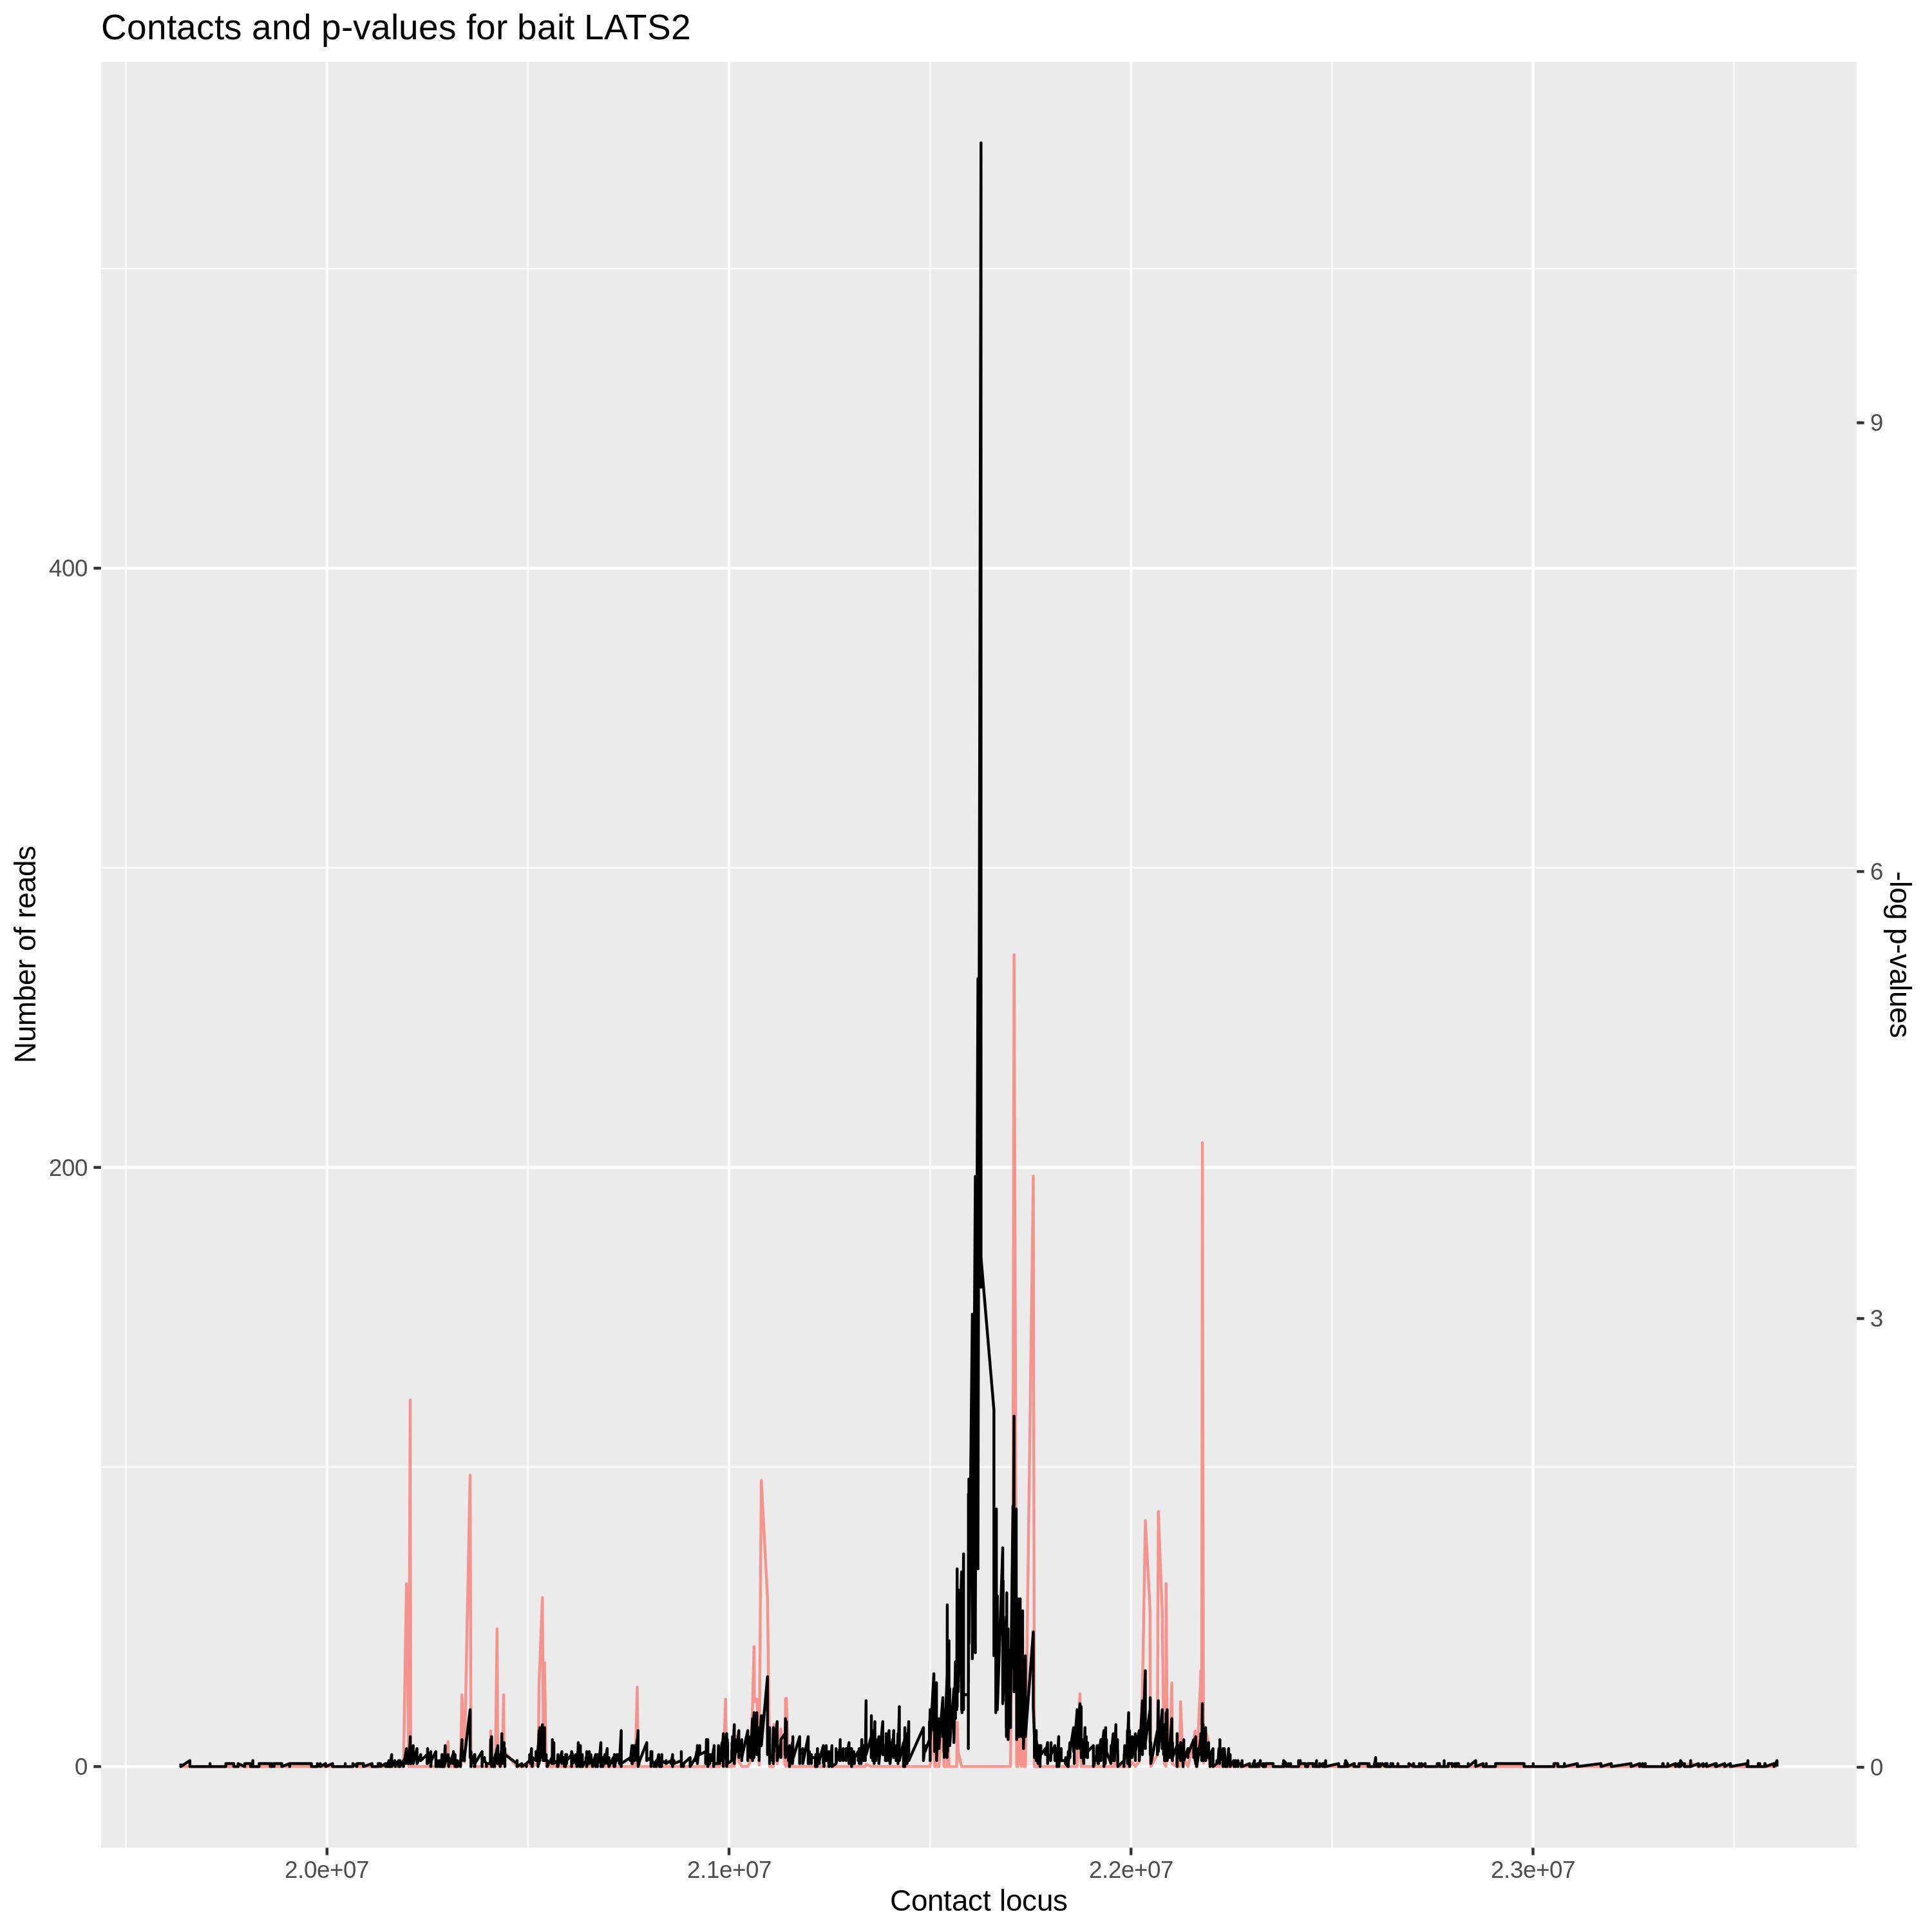 Contacts and p-values for bait LATS2
Number of reads
400
200
0
9
6
3
0
-log p-values
2.0e+07
2.1e+07
2.2e+07
2.3e+07
Contact locus